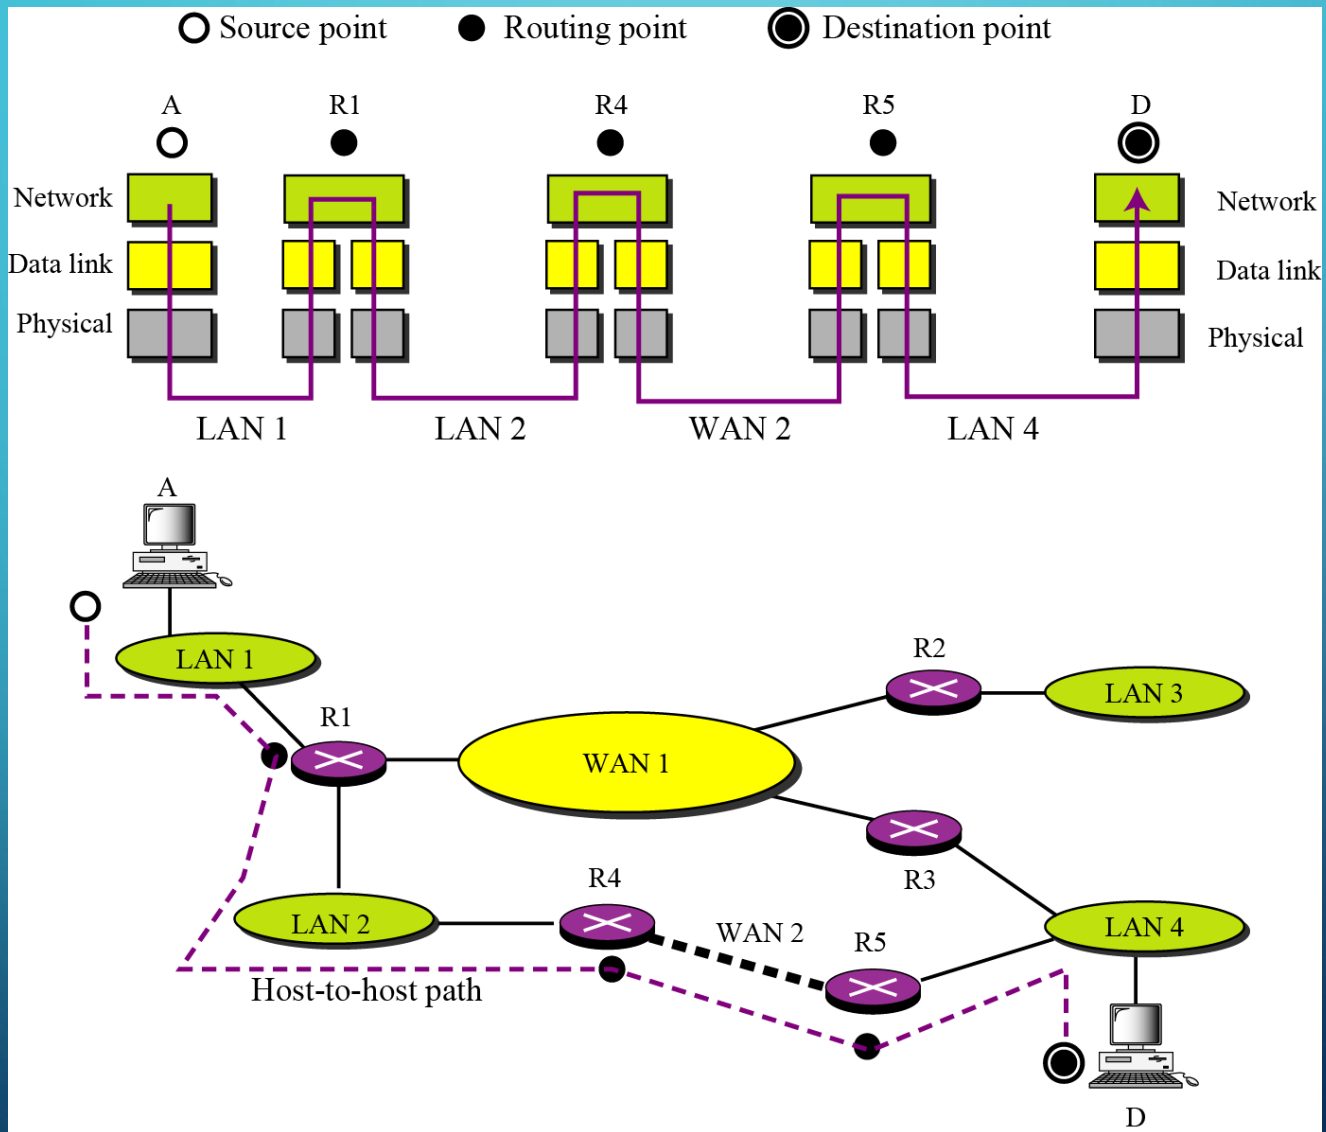 Source point
Routing point
Destination point
A
R1
R4
R5
D
Network
Network
Data link
Data link
Physical
Physical
LAN 1
LAN 2
WAN 2
LAN 4
A
LAN 1
R2
LAN 3
R1
WAN 1
R3
R4
LAN 2
WAN 2
LAN 4
R5
Host-to-host path
D